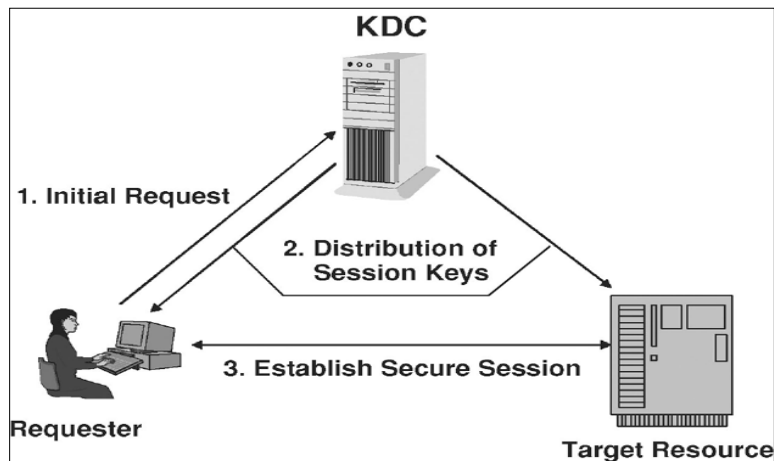 KDC
1. Initial Request
2. Distribution of
Session Keys
3. Establish Secure Session
Requester
Target Resource